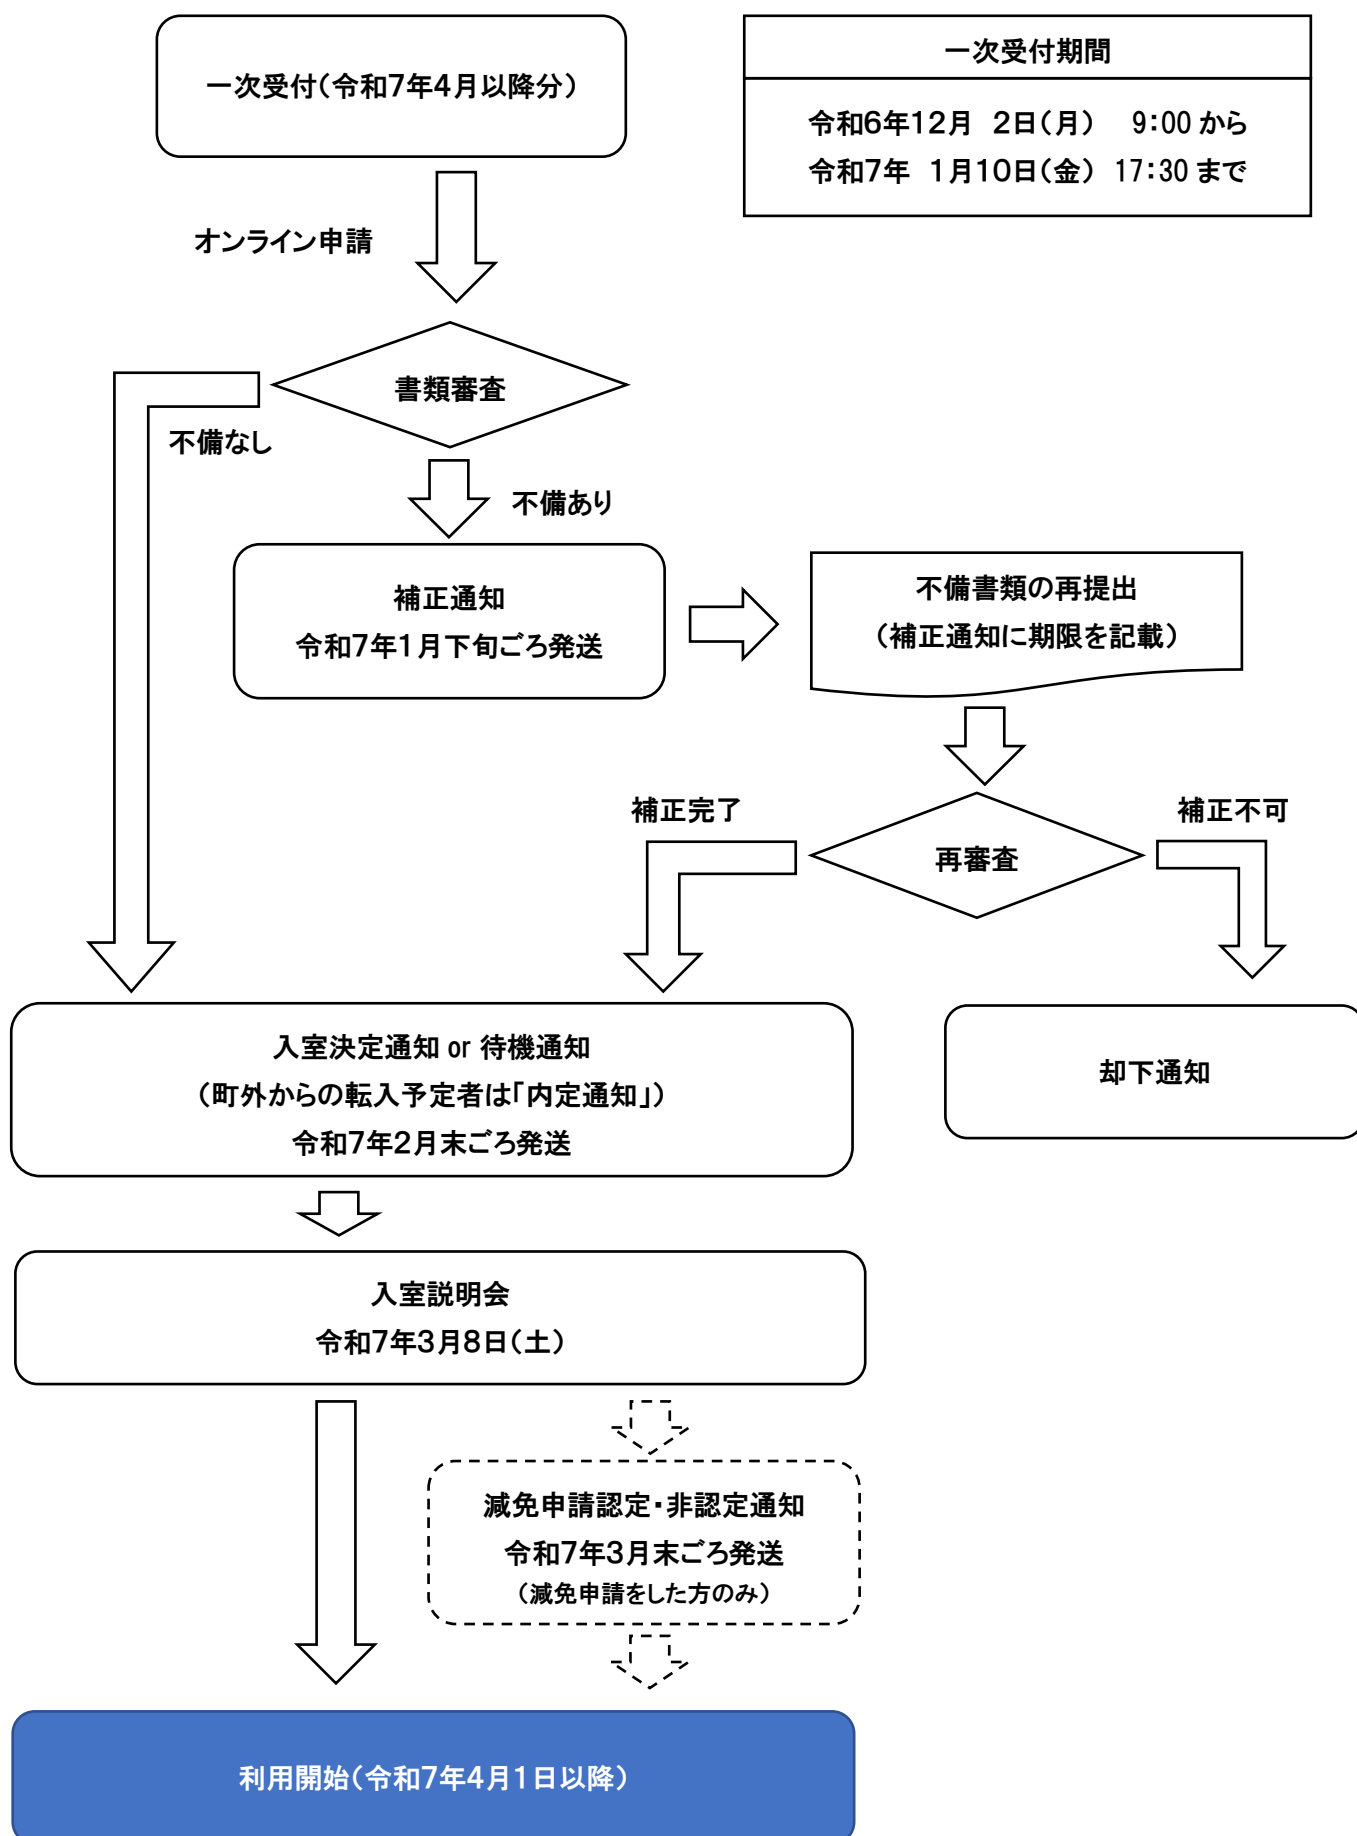 一次受付（令和７年４月以降分）
一次受付期間
令和６年１２月　２日（月）　9：00 から
令和７年　１月１０日（金）　17：30 まで
オンライン申請
書類審査
不備なし
不備あり
補正通知
令和７年１月下旬ごろ発送
不備書類の再提出
（補正通知に期限を記載）
補正完了
補正不可
再審査
入室決定通知 or 待機通知
（町外からの転入予定者は「内定通知」）
令和７年２月末ごろ発送
却下通知
入室説明会
令和７年３月８日（土）
減免申請認定・非認定通知
令和７年３月末ごろ発送
（減免申請をした方のみ）
利用開始（令和７年４月１日以降）